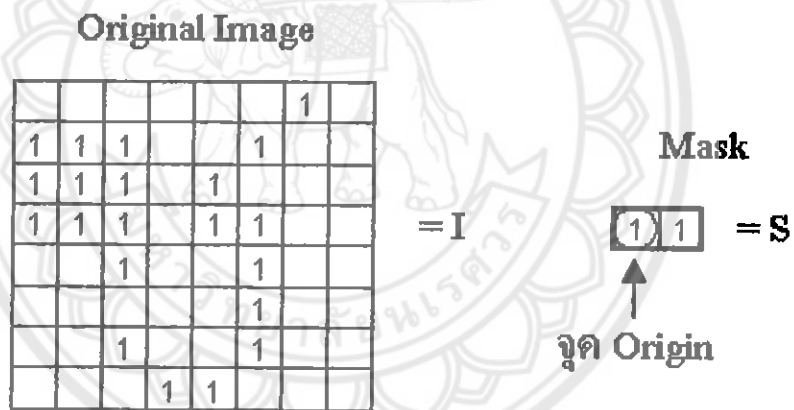 Original Image
1
1 1 1 1
1 1 1 1
1 1 1 1 1
1 1
1
1 1
1 1
= I
Mask
1 1 = S
จุด Origin